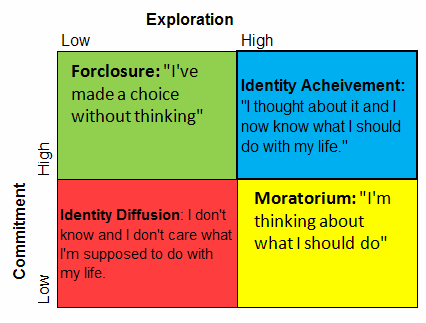 Exploration
Low
High
Forclosure: "I've
made a choice
without thinking"
Identity Acheivement:
"I thought about it and I
now know what I should
do with my life."
High
Commitment
Identity Diffusion: I don't
know and I don't care what
I'm supposed to do with
my life.
Moratorium: "I'm
thinking about
what I should do"
Low